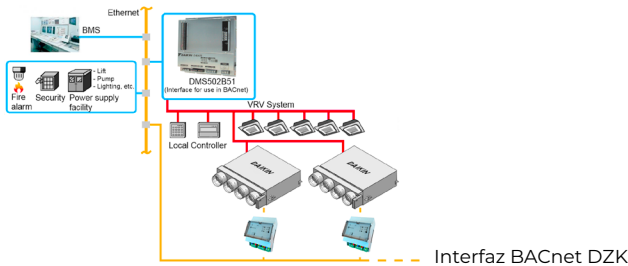 Ethernet
BMS
- Lift
- Pump
- Lighting, etc.
Fire
alarm
Security
Power supply
facility
DMS502B51
(Interface for use in BACnet)
VRV System
Local Controller
DAIKIN
DAIKIN
Interfaz BACnet DZK